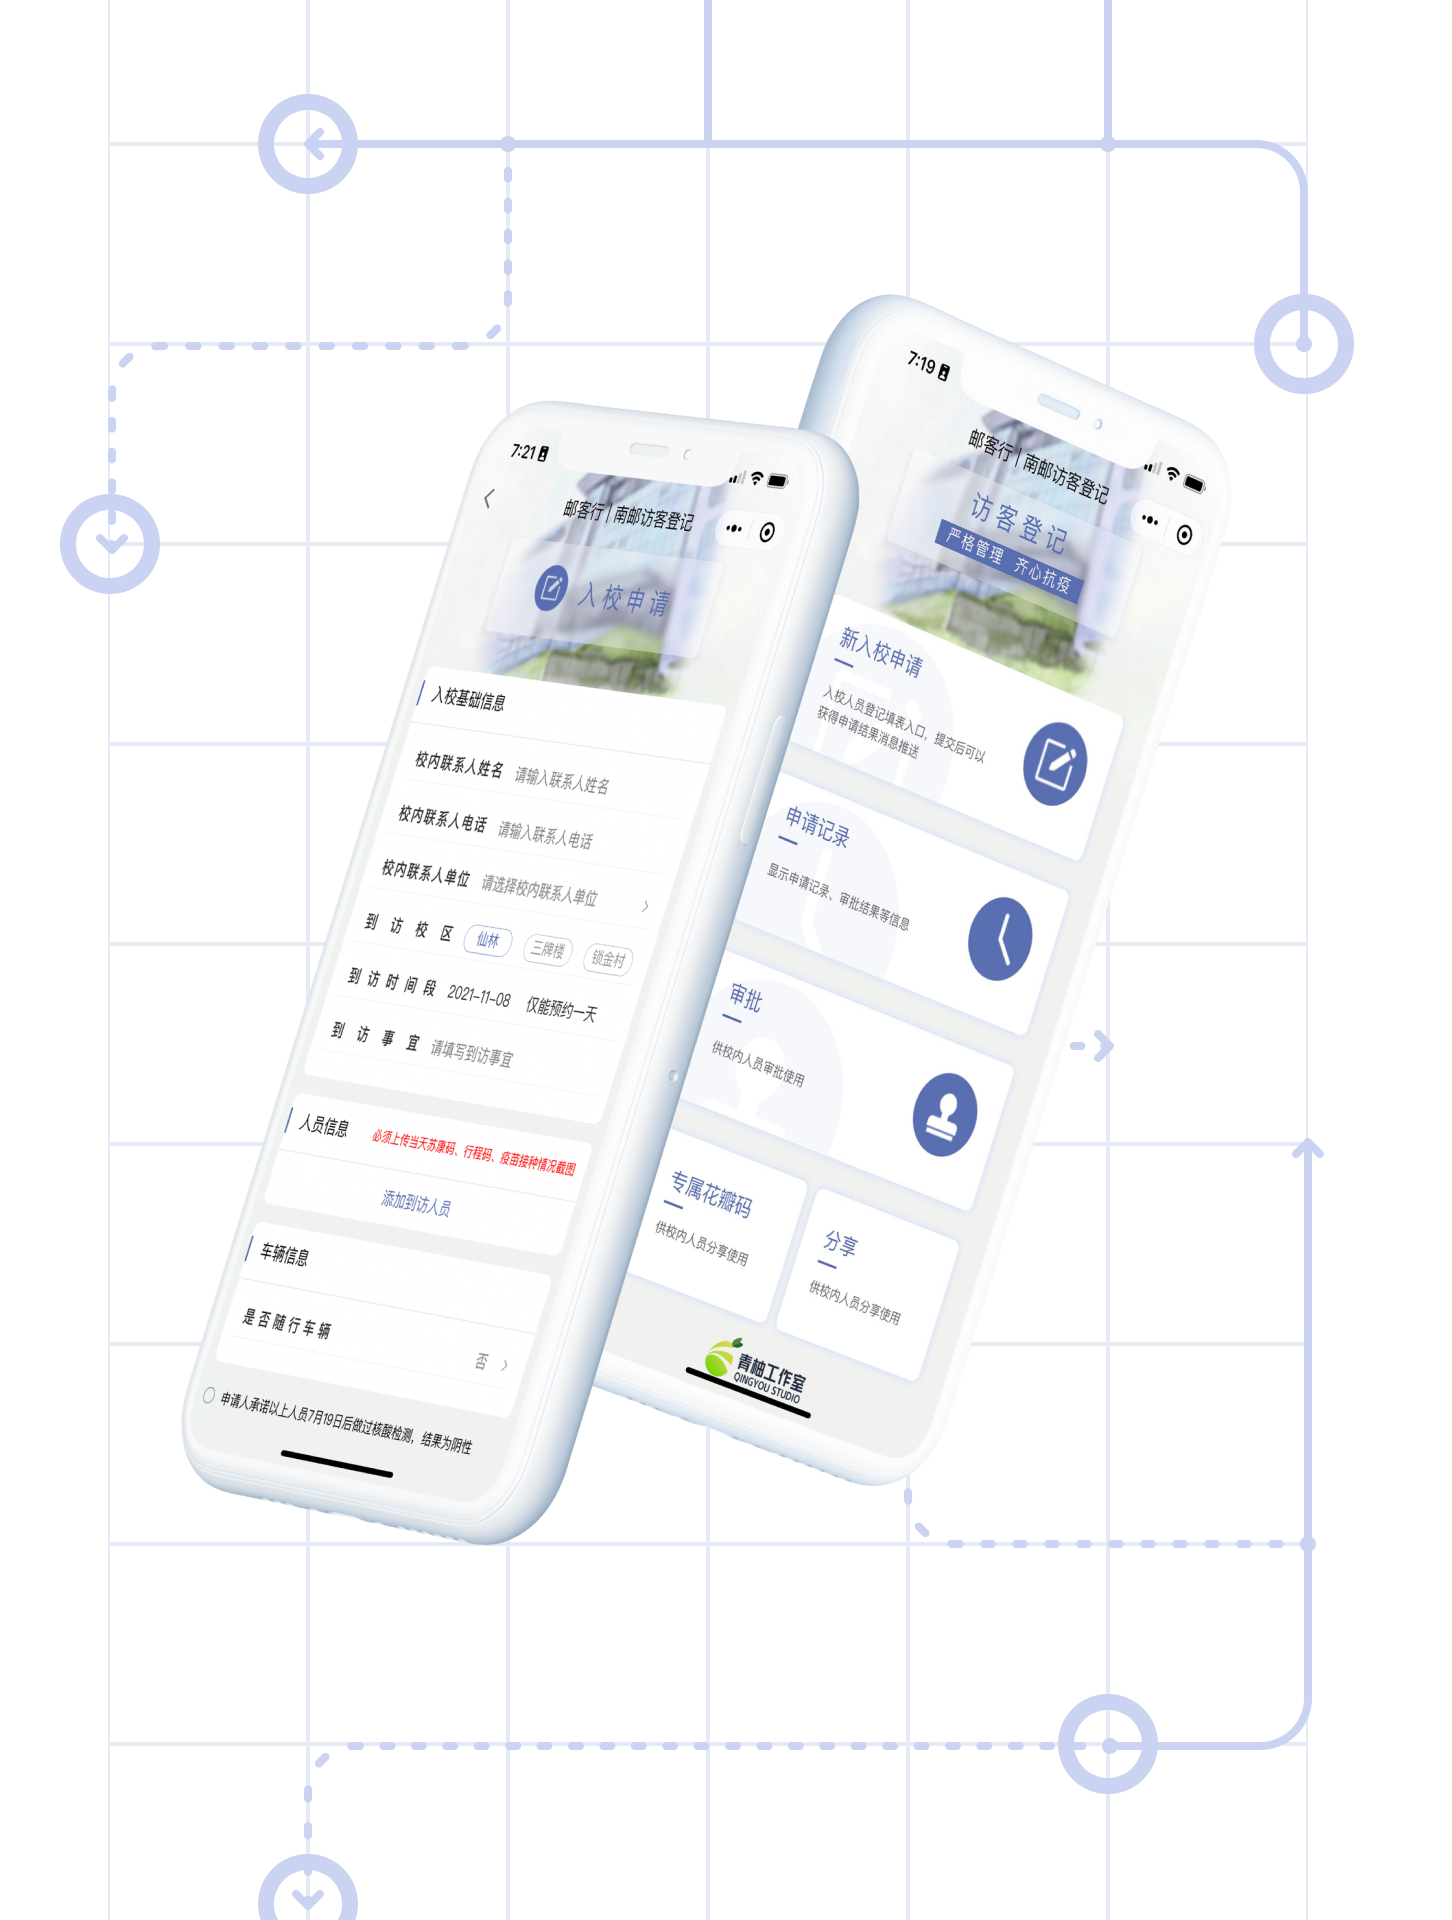 7:21
邮客行 | 南邮访客登记
入校申请
入校基础信息
校内联系人姓名 请输入联系人姓名
校内联系人电话 请输入联系人电话
校内联系人单位 请选择校内联系人单位
到访校区 仙林 三牌楼 锁金村
到访时间段 2021-11-08 仅能预约一天
到访事宜 请填写到访事宜
人员信息 必须上传当天苏康码、行程码、疫苗接种情况截图
添加到访人员
车辆信息
是否随行车辆
否
申请人承诺以上人员7月19日后做过核酸检测，结果为阴性
7:19
邮客行 | 南邮访客登记
访客登记
严格管理 齐心抗疫
新入校申请
入校人员登记填表入口，提交后可以
获得申请结果消息推送
申请记录
显示申请记录、审批结果等信息
审批
供校内人员审批使用
专属花瓣码
供校内人员分享使用
分享
供校内人员分享使用
青柚工作室
QINGYOU STUDIO